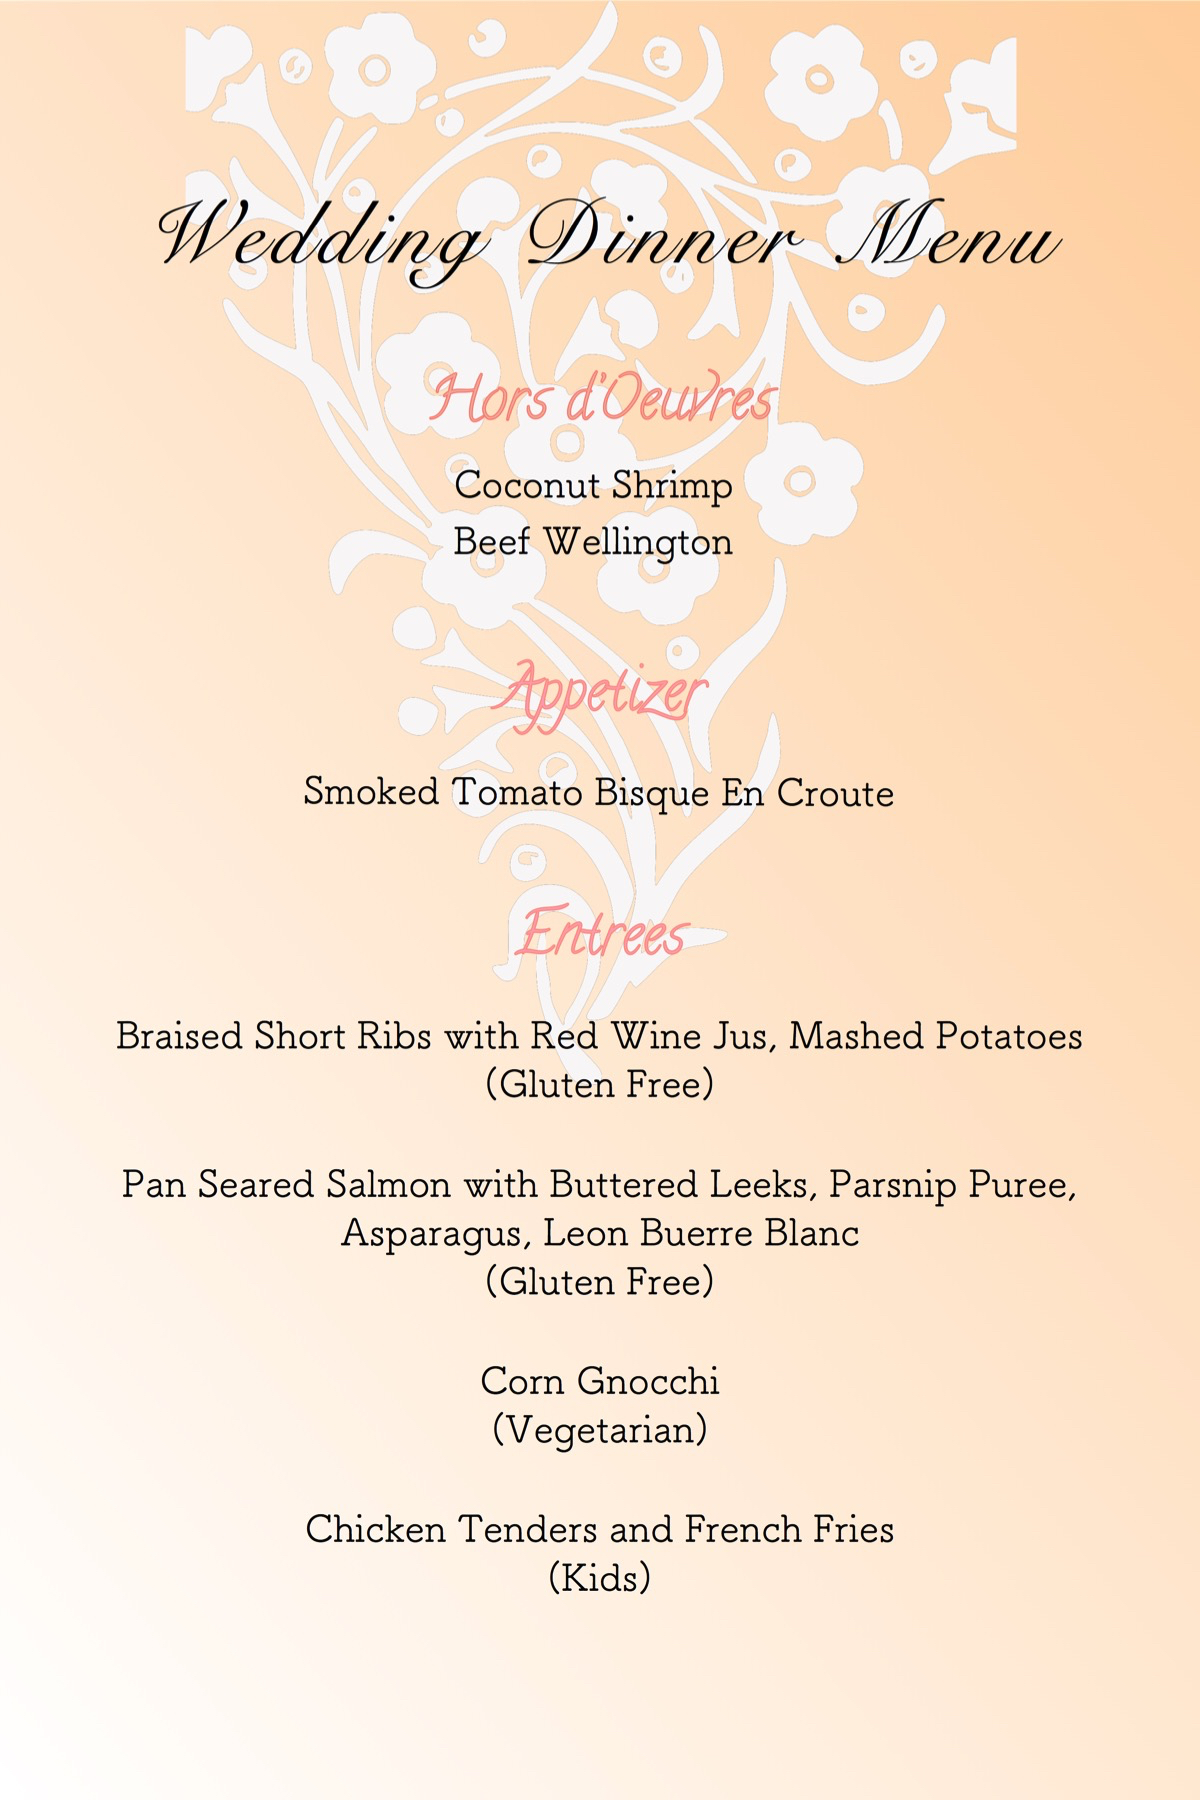 Wedding Dinner Menu
Hors d'Oeuvres
Coconut Shrimp
Beef Wellington
Appetizer
Smoked Tomato Bisque En Croute
Entrees
Braised Short Ribs with Red Wine Jus, Mashed Potatoes
(Gluten Free)
Pan Seared Salmon with Buttered Leeks, Parsnip Puree,
Asparagus, Leon Buerre Blanc
(Gluten Free)
Corn Gnocchi
(Vegetarian)
Chicken Tenders and French Fries
(Kids)